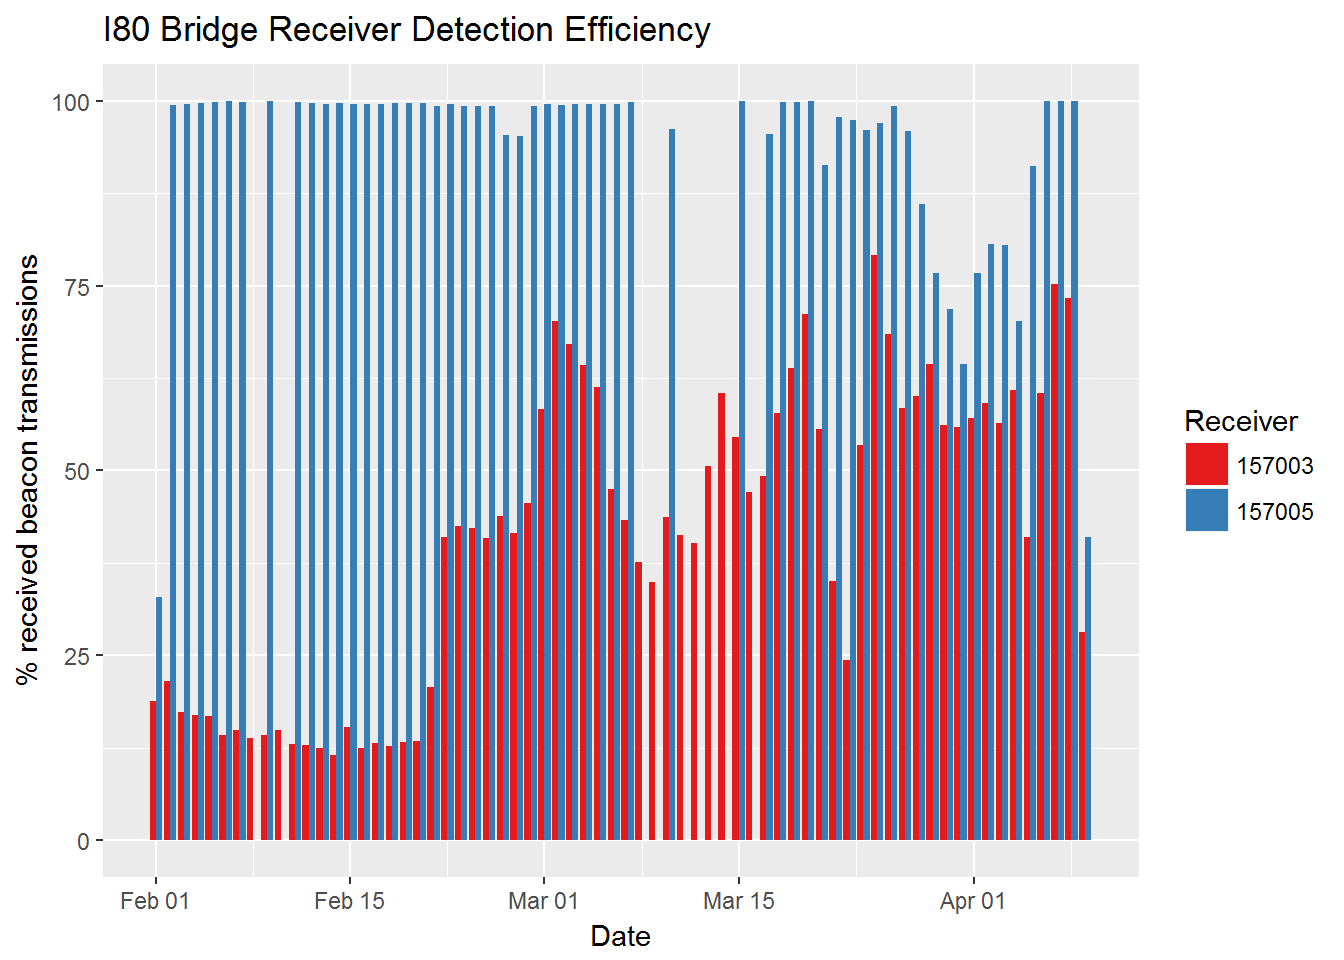 I80 Bridge Receiver Detection Efficiency
% received beacon transmissions
100
75
50
25
0
Feb 01
Feb 15
Mar 01
Mar 15
Apr 01
Date
Receiver
157003
157005